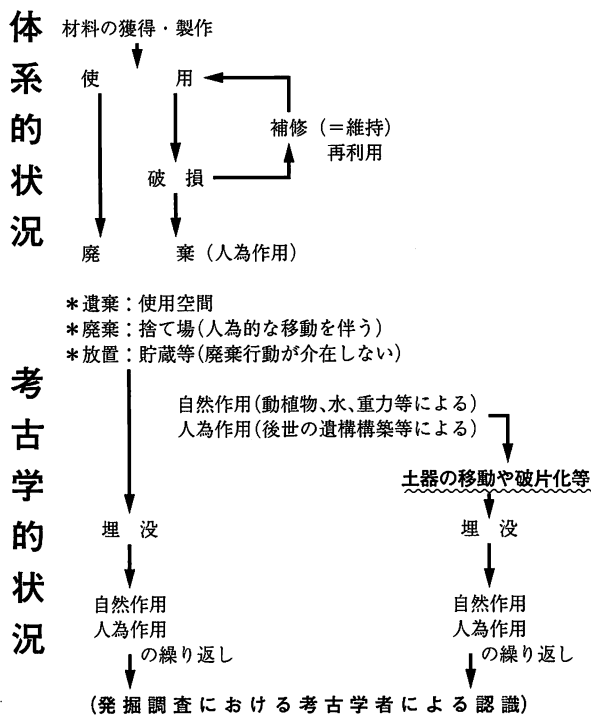 体系的状況
材料の獲得・製作
使用
補修(=維持)
再利用
破損
廃棄(人為作用)
考古学的状況
*遺棄:使用空間
*廃棄:捨て場(人為的な移動を伴う)
*放置:貯蔵等(廃棄行動が介在しない)
自然作用(動植物、水、重力等による)
人為作用(後世の遺構構築等による)
土器の移動や破片化等
埋没
埋没
自然作用
人為作用
の繰り返し
自然作用
人為作用
の繰り返し
(発掘調査における考古学者による認識)